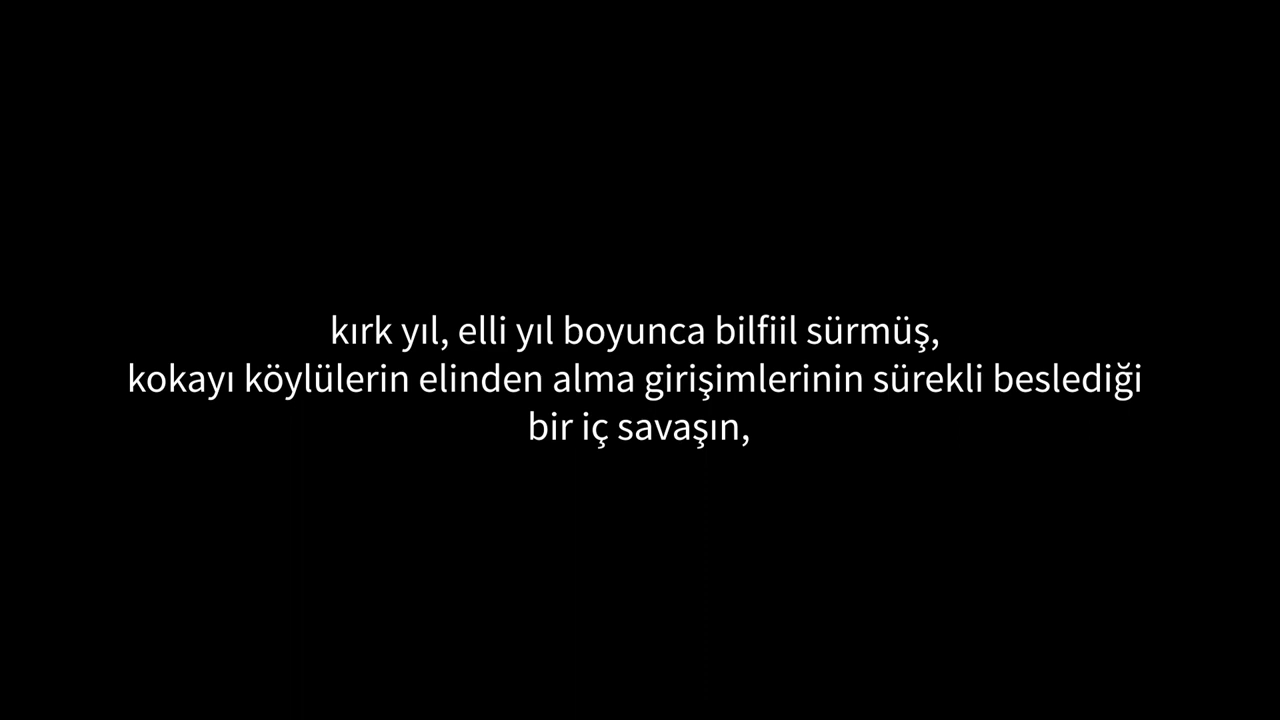 kırk yıl, elli yıl boyunca bilfiil sürmüş,
kokayı köylülerin elinden alma girişimlerinin sürekli beslediği
bir iç savaşın,